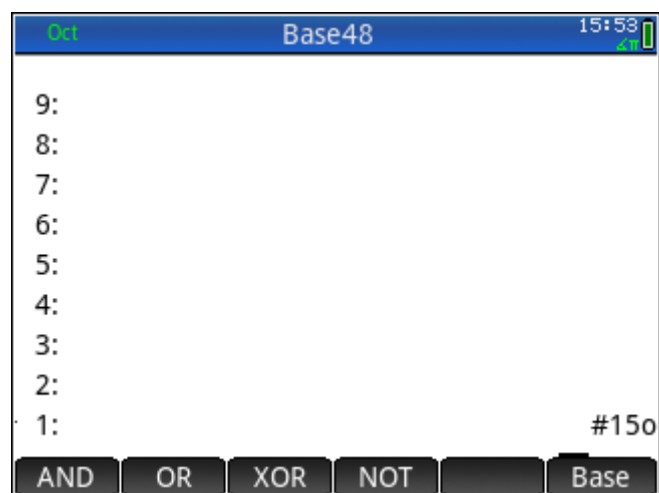 Oct Base48 15:53
∡π
9:
8:
7:
6:
5:
4:
3:
2:
1: #15o
AND OR XOR NOT Base